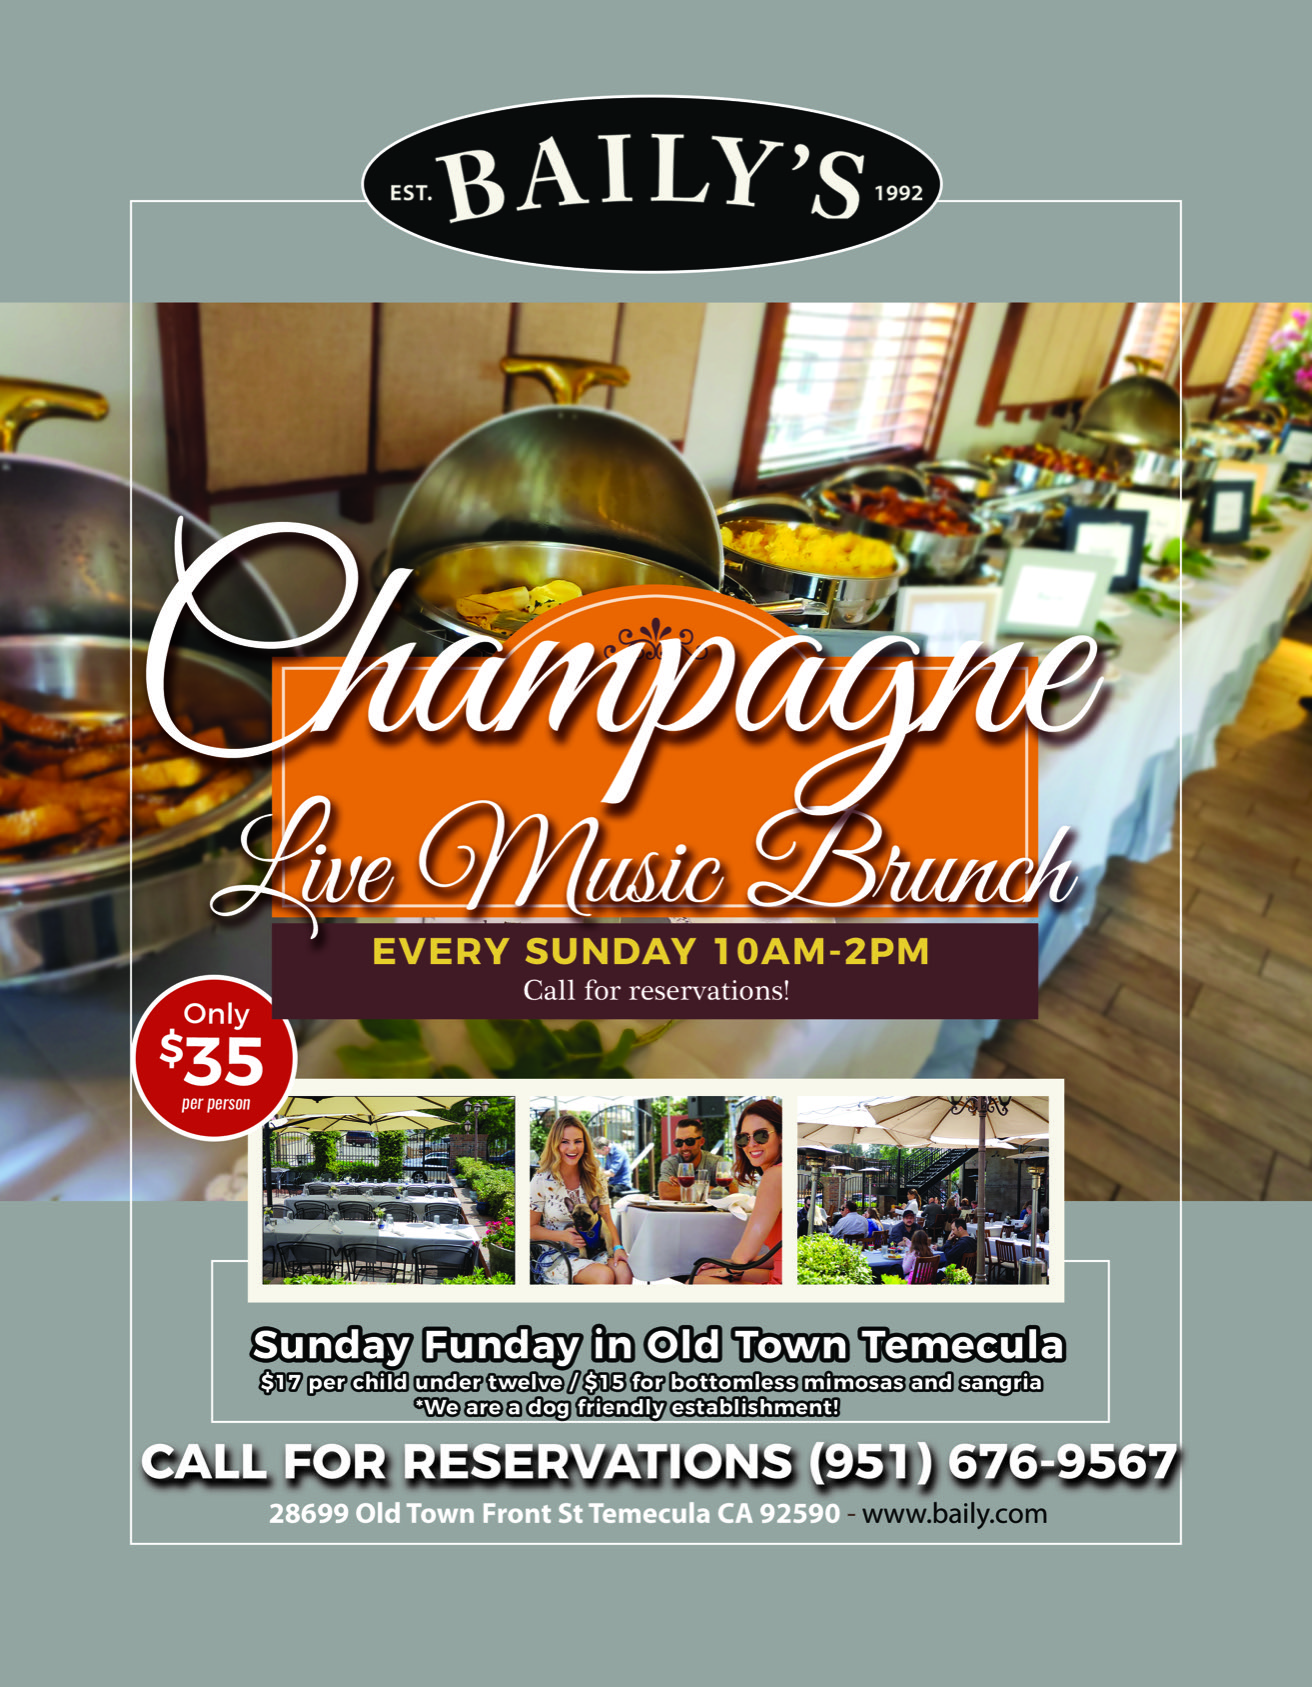 EST. BAILY'S 1992
Champagne
Live Music Brunch
EVERY SUNDAY 10AM-2PM
Call for reservations!
Only
$35
per person
Sunday Funday in Old Town Temecula
$17 per child under twelve / $15 for bottomless mimosas and sangria
*We are a dog friendly establishment!
CALL FOR RESERVATIONS (951) 676-9567
28699 Old Town Front St Temecula CA 92590 - www.baily.com